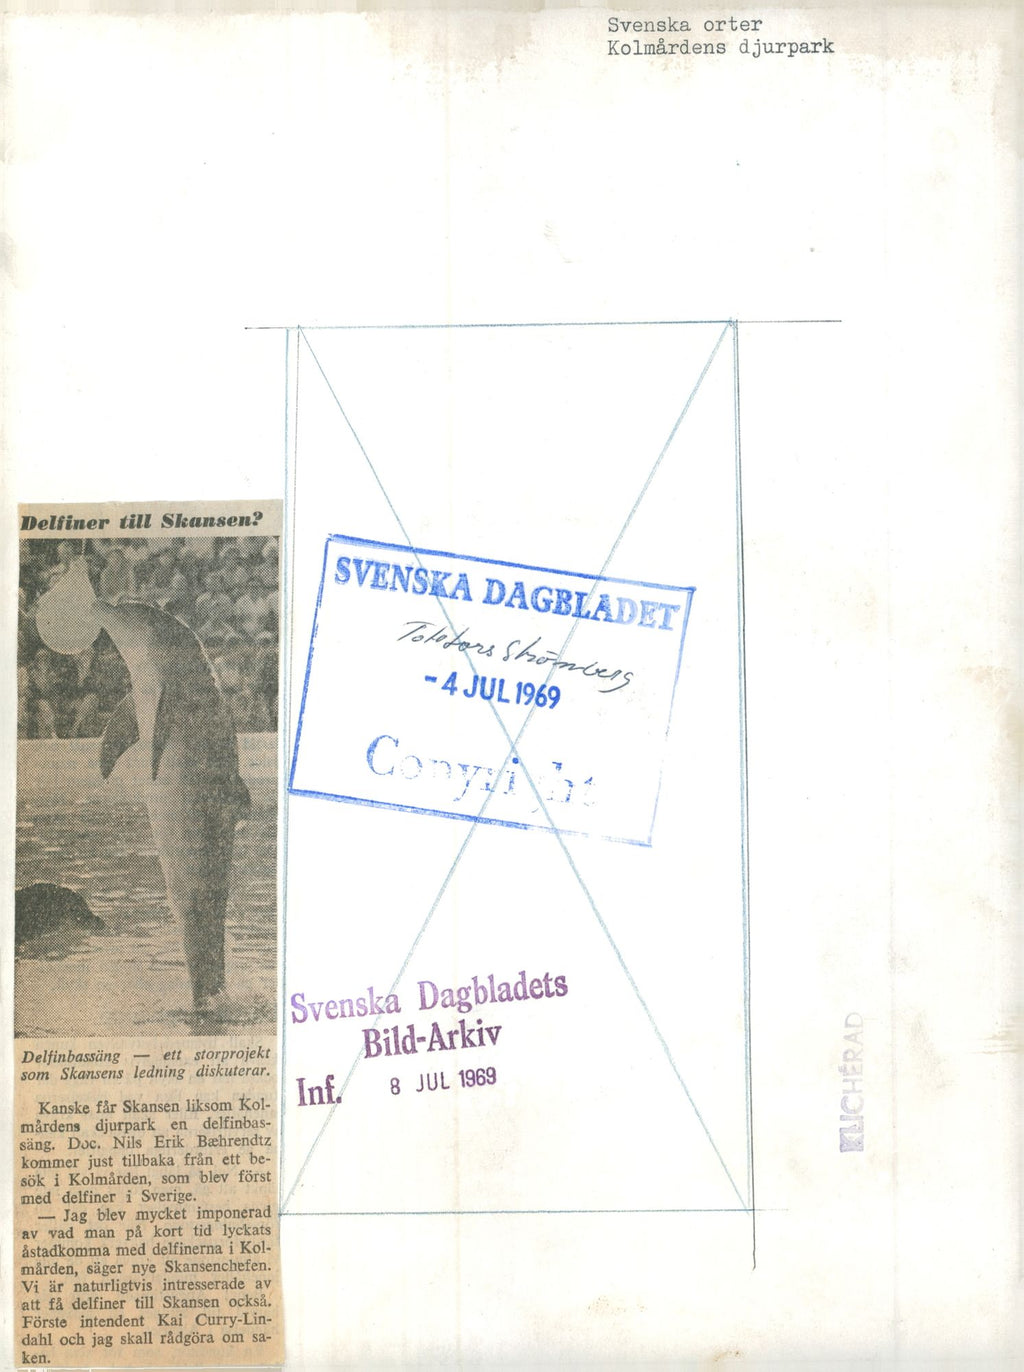 Svenska orter
Kolmårdens djurpark
Delfiner till Skansen?
Delfinbassäng — ett storprojekt
som Skansens ledning diskuterar.
Kanske får Skansen liksom Kol-
mårdens djurpark en delfinbas-
säng. Doc. Nils Erik Bæhrendtz
kommer just tillbaka från ett be-
sök i Kolmården, som blev först
med delfiner i Sverige.
— Jag blev mycket imponerad
av vad man på kort tid lyckats
åstadkomma med delfinerna i Kol-
mården, säger nye Skansenchefen.
Vi är naturligtvis intresserade av
att få delfiner till Skansen också.
Förste intendent Kai Curry-Lin-
dahl och jag skall rådgöra om sa-
ken.
SVENSKA DAGBLADET
Strömberg
- 4 JUL 1969
Copyright
Svenska Dagbladets
Bild-Arkiv
Inf. 8 JUL 1969
KLICHÉRAD